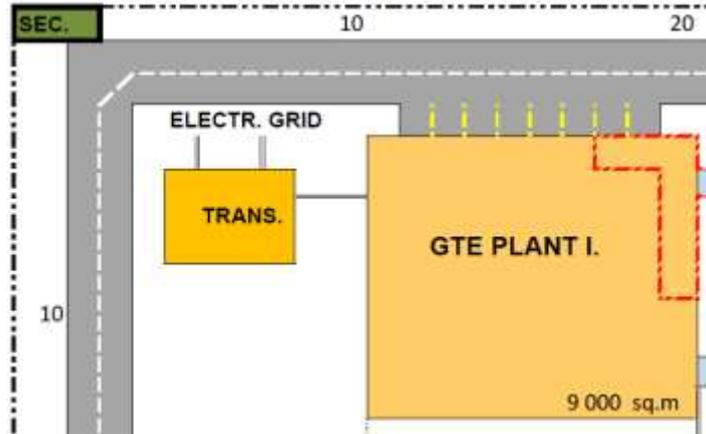 SEC.
10
20
ELECTR. GRID
TRANS.
GTE PLANT I.
10
9 000 sq.m